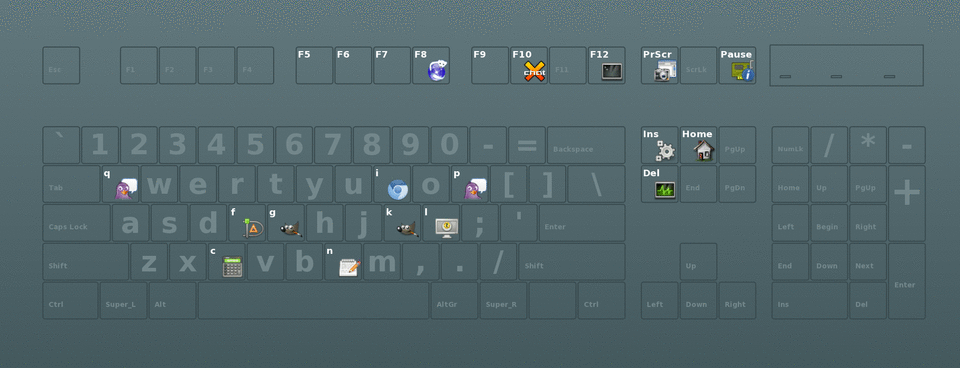 Esc F1 F2 F3 F4 F5 F6 F7 F8 F9 F10 F11 F12 PrScr ScrLk Pause
chat
` 1 2 3 4 5 6 7 8 9 0 - = Backspace Ins Home PgUp NumLk / * -
Tab q w e r t y u i o p [ ] \ Del End PgDn Home Up PgUp +
Caps Lock a s d f g h j k l ; ' Enter Left Begin Right
Shift z x c v b n m , . / Shift Up End Down Next Enter
Ctrl Super_L Alt AltGr Super_R Ctrl Left Down Right Ins Del